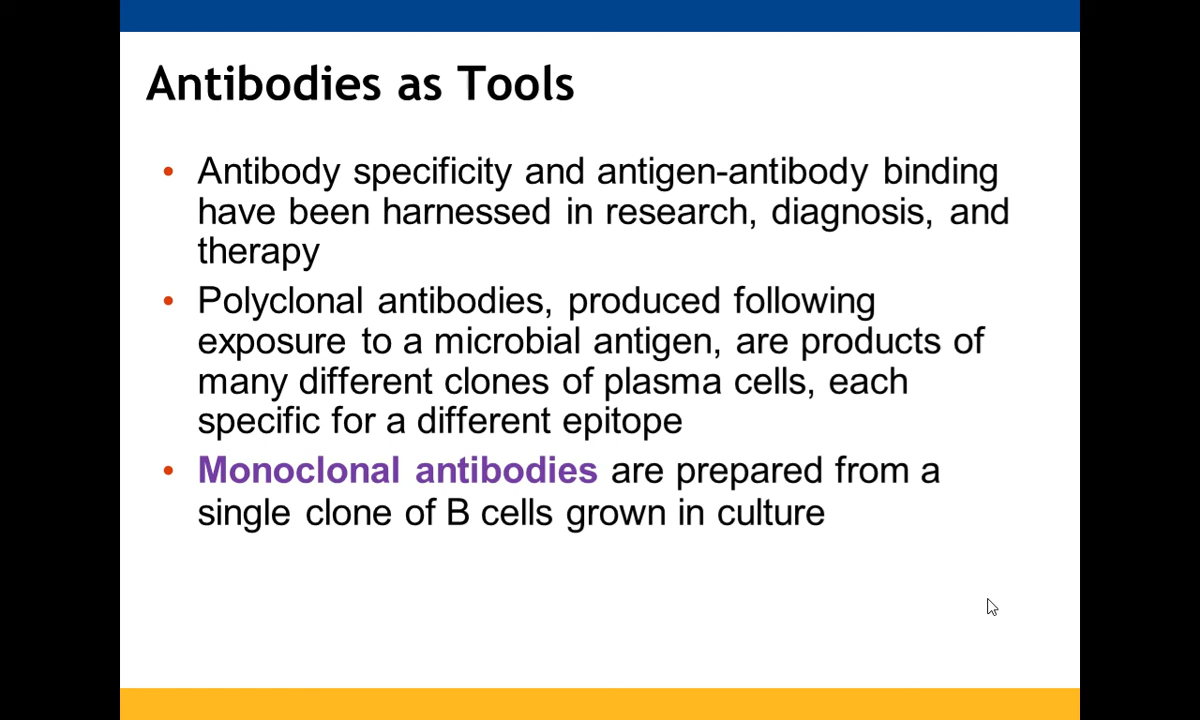 Antibodies as Tools
• Antibody specificity and antigen-antibody binding
have been harnessed in research, diagnosis, and
therapy
• Polyclonal antibodies, produced following
exposure to a microbial antigen, are products of
many different clones of plasma cells, each
specific for a different epitope
• Monoclonal antibodies are prepared from a
single clone of B cells grown in culture